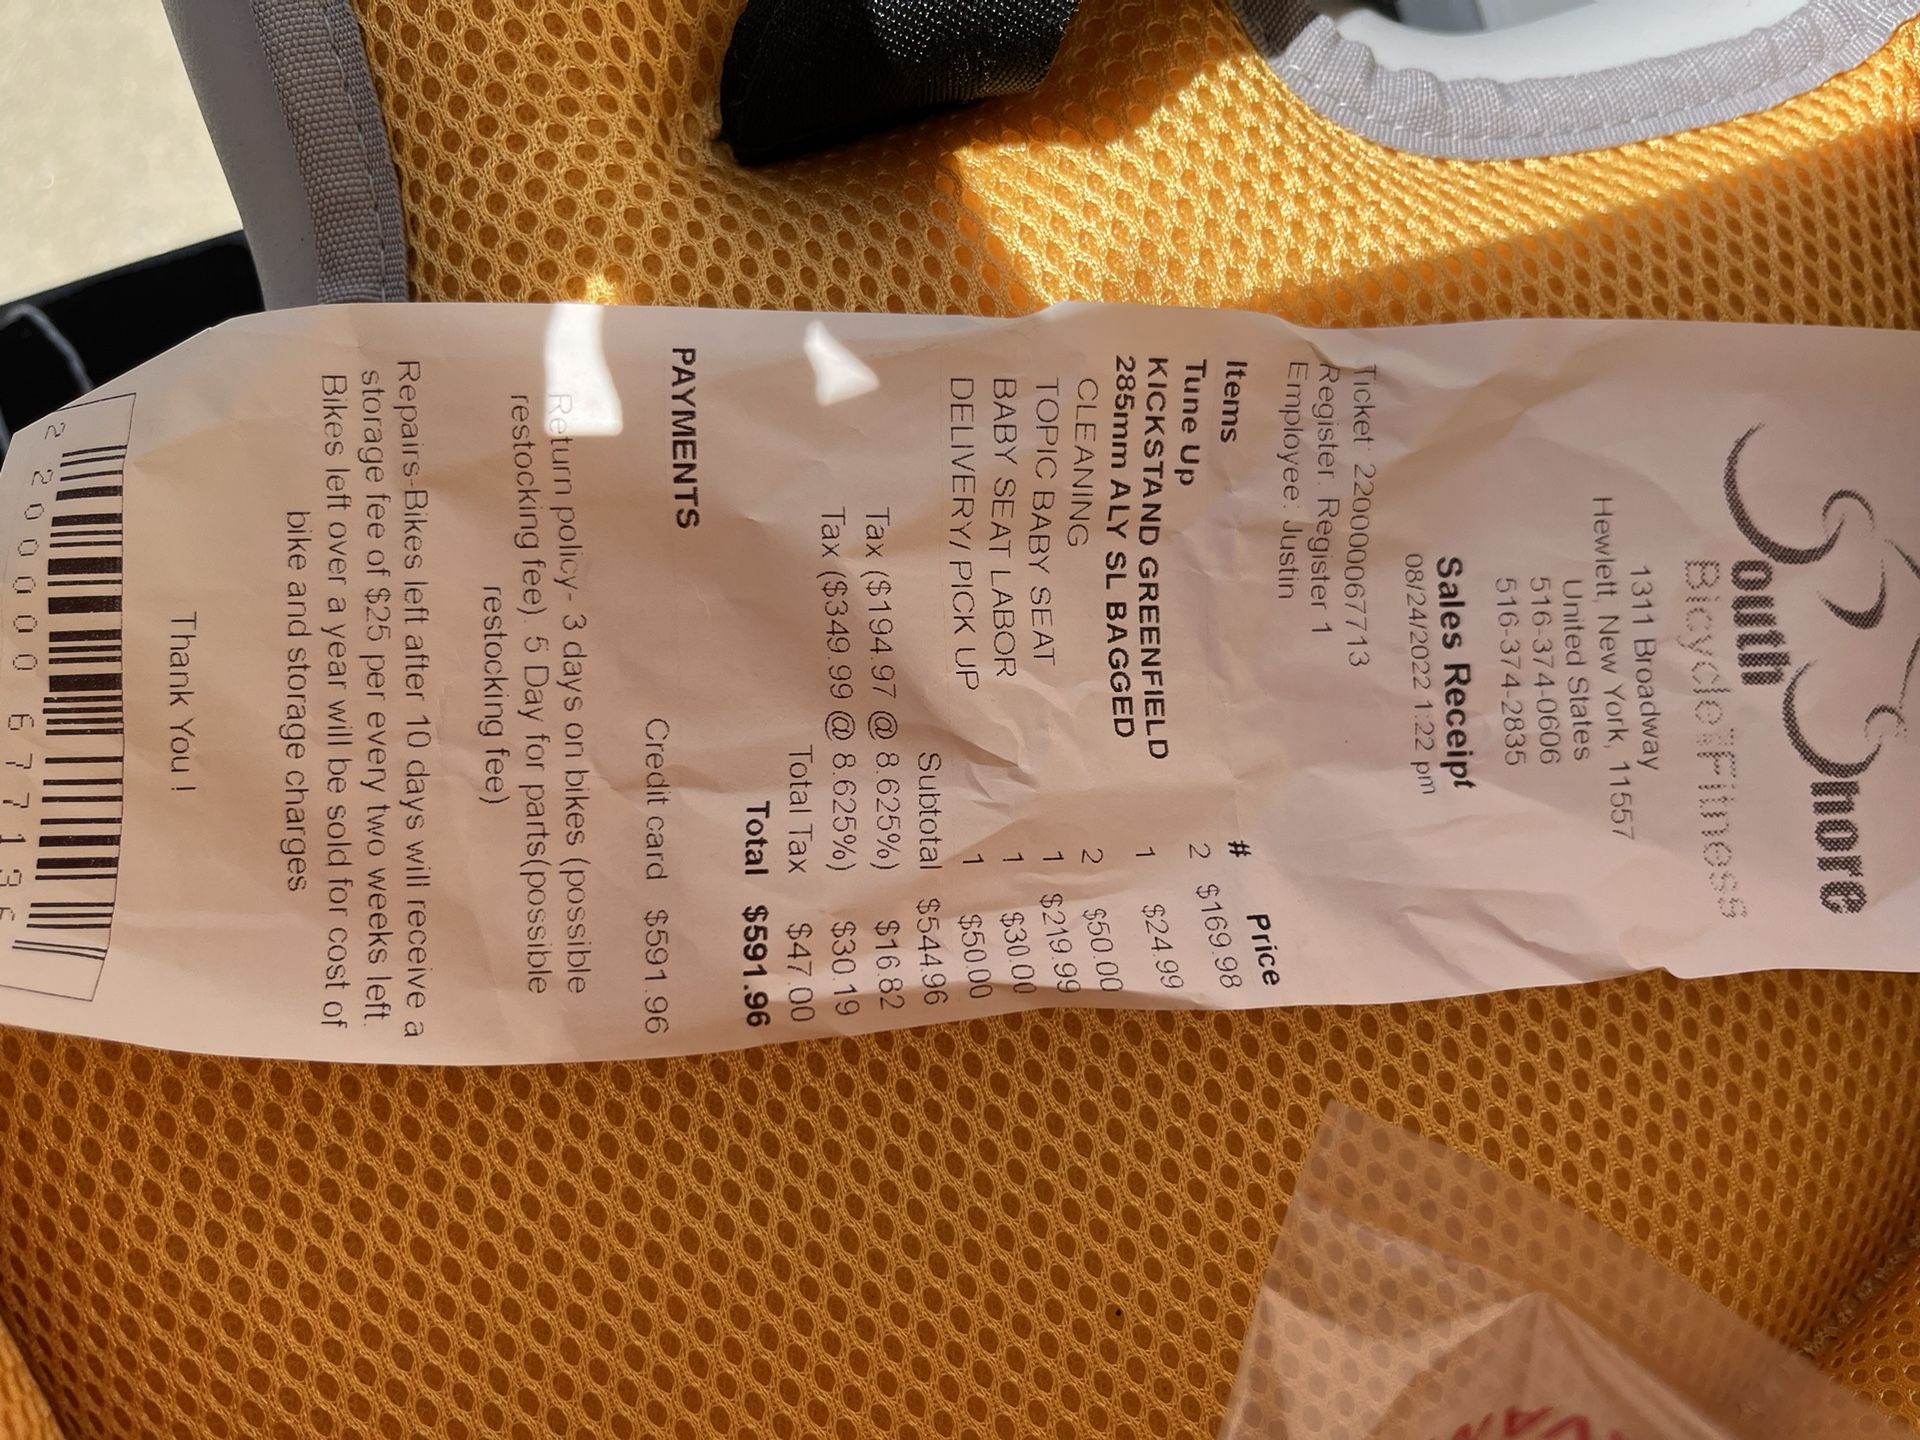 South Shore
Bicycle & Fitness
1311 Broadway
Hewlett, New York, 11557
United States
516-374-0606
516-374-2835
Sales Receipt
08/24/2022 1:22 pm
Ticket: 220000067713
Register: Register 1
Employee: Justin
Items # Price
Tune Up 2 $169.98
KICKSTAND GREENFIELD
285mm ALY SL BAGGED 1 $24.99
CLEANING 2 $50.00
TOPIC BABY SEAT 1 $219.99
BABY SEAT LABOR 1 $30.00
DELIVERY/ PICK UP 1 $50.00
Subtotal $544.96
Tax ($194.97 @ 8.625%) $16.82
Tax ($349.99 @ 8.625%) $30.19
Total Tax $47.00
Total $591.96
PAYMENTS
Credit card $591.96
Return policy- 3 days on bikes (possible
restocking fee). 5 Day for parts(possible
restocking fee)
Repairs-Bikes left after 10 days will receive a
storage fee of $25 per every two weeks left.
Bikes left over a year will be sold for cost of
bike and storage charges
Thank You !
2 200000 67713